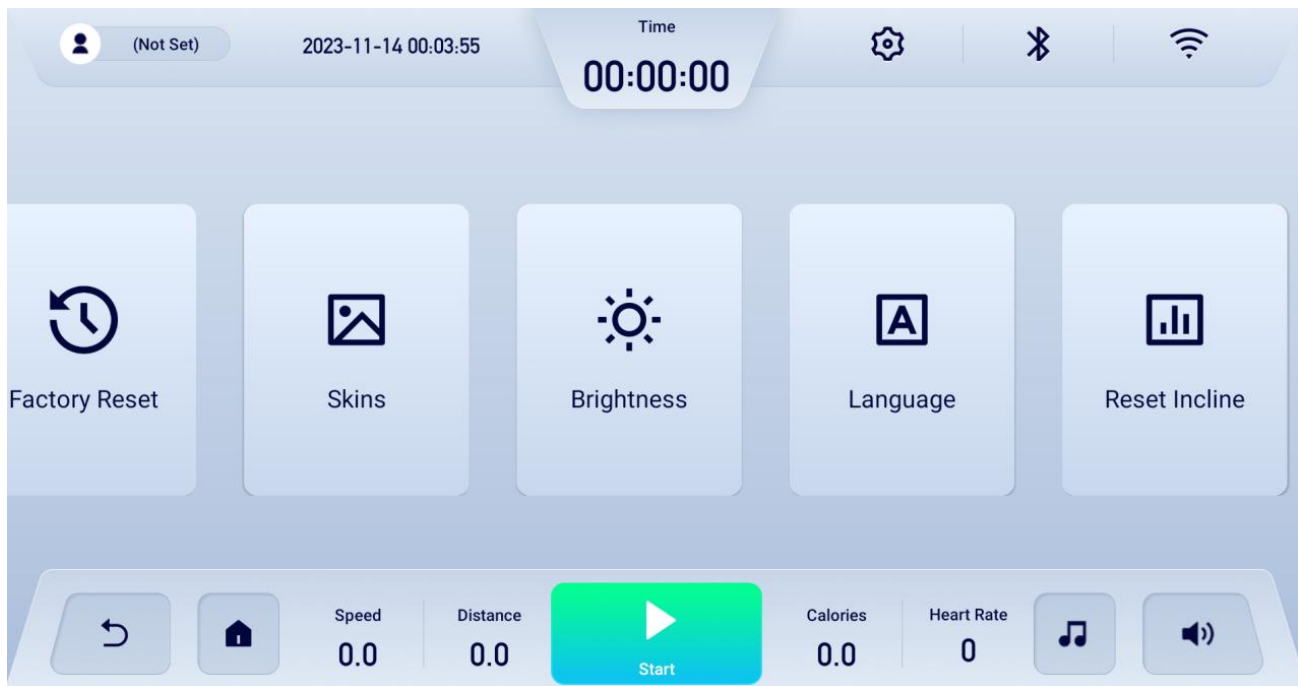 (Not Set)
2023-11-14 00:03:55
Time
00:00:00
Factory Reset
Skins
Brightness
A
Language
Reset Incline
Speed
0.0
Distance
0.0
Start
Calories
0.0
Heart Rate
0